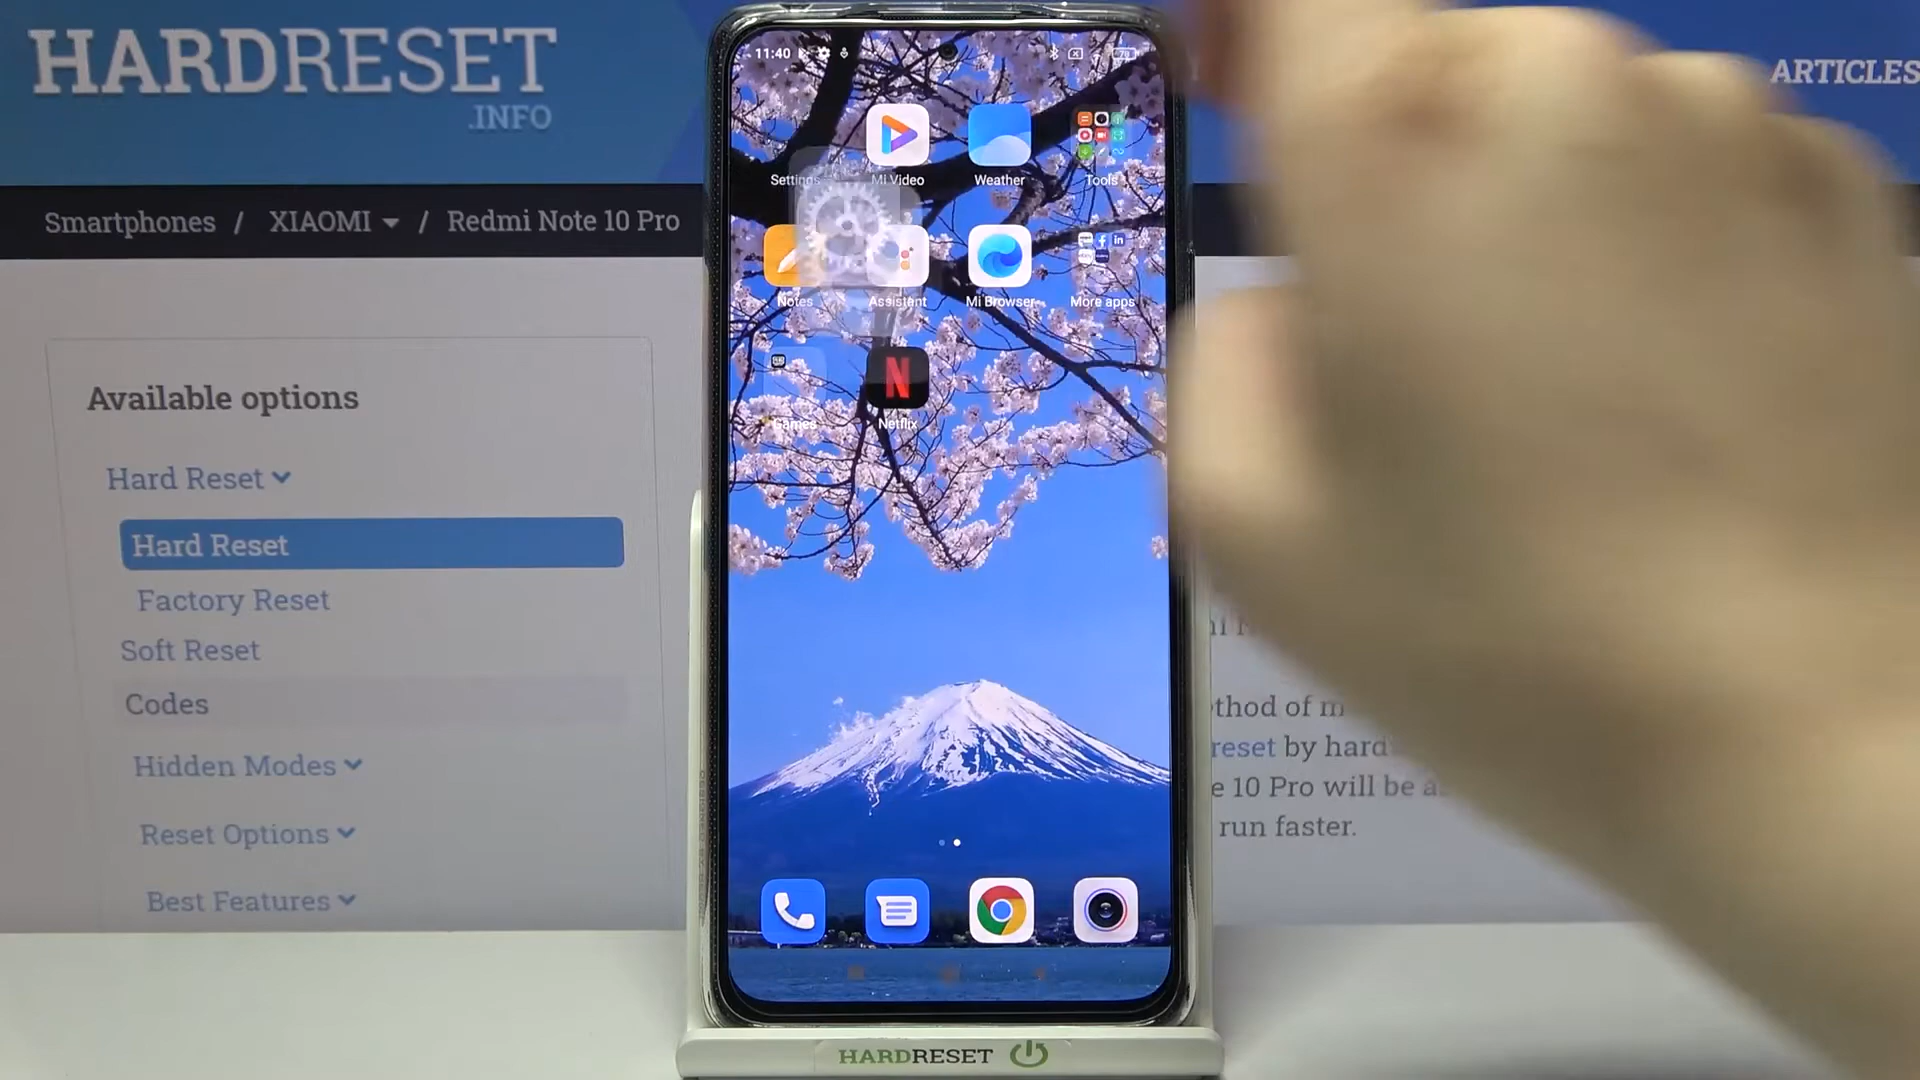 HARDRESET
.INFO
ARTICLES
Smartphones / XIAOMI / Redmi Note 10 Pro
Available options
Hard Reset
Hard Reset
Factory Reset
Soft Reset
Codes
Hidden Modes
Reset Options
Best Features
11:40
79
Settings
Mi Video
Weather
Tools
Notes
Assistant
Mi Browser
More apps
Games
N
Netflix
thod of m
reset by hard
e 10 Pro will be a
run faster.
HARDRESET